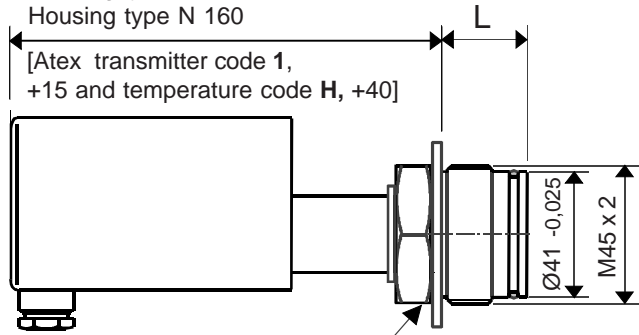 Housing type N 160
L
[Atex transmitter code 1,
+15 and temperature code H, +40]
Ø41 -0,025
M45 x 2